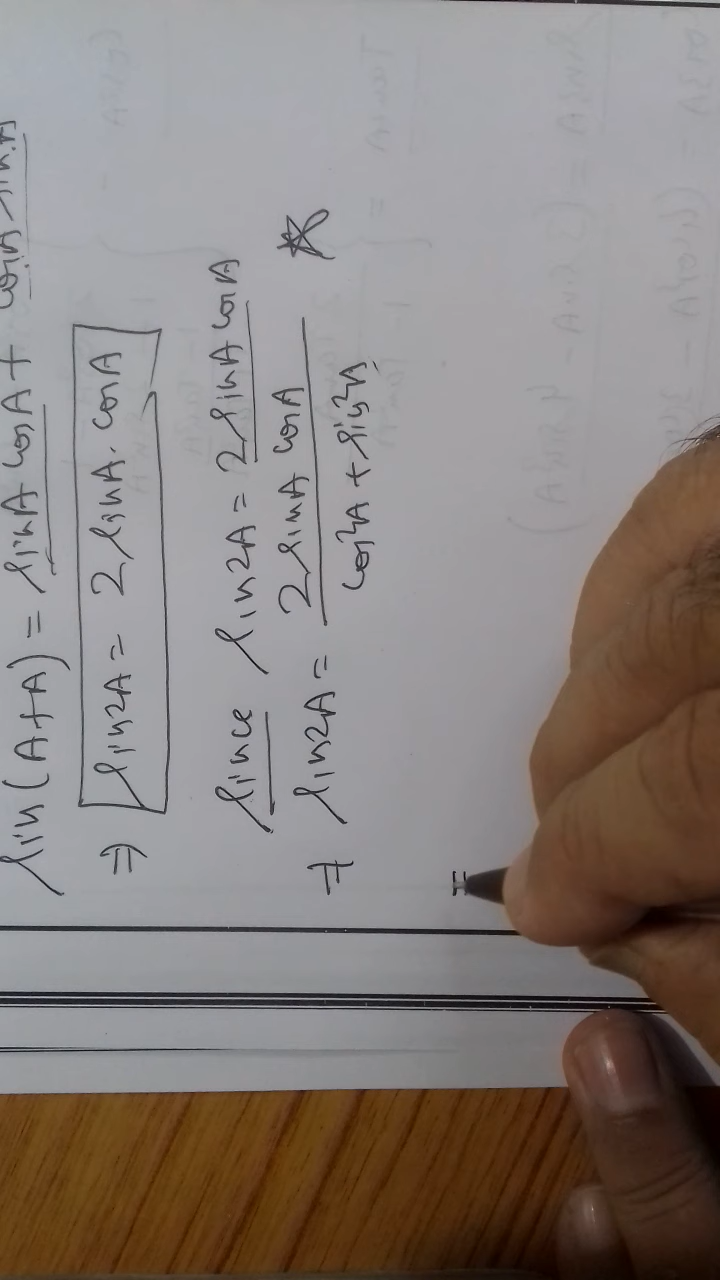 sin(A+A) = sinA cosA + cosA sinA
⇒ sin2A = 2 sinA. cosA
since sin2A = 2 sinA cosA
⇒ sin2A = 2 sinA cosA / cos²A + sin²A
=